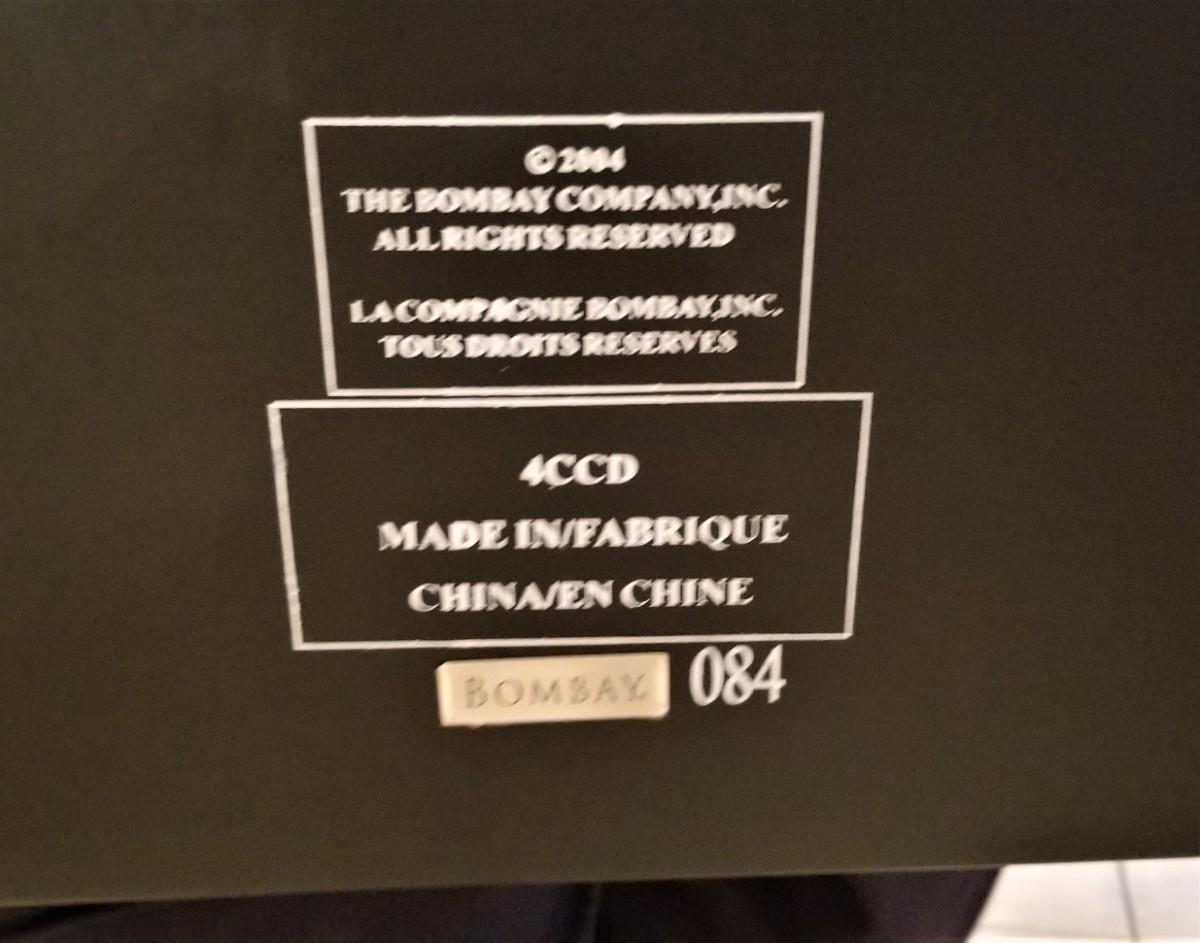 ©2004
THE BOMBAY COMPANY,INC.
ALL RIGHTS RESERVED
LA COMPAGNIE BOMBAY,INC.
TOUS DROITS RESERVES
4CCD
MADE IN/FABRIQUE
CHINA/EN CHINE
BOMBAY 084